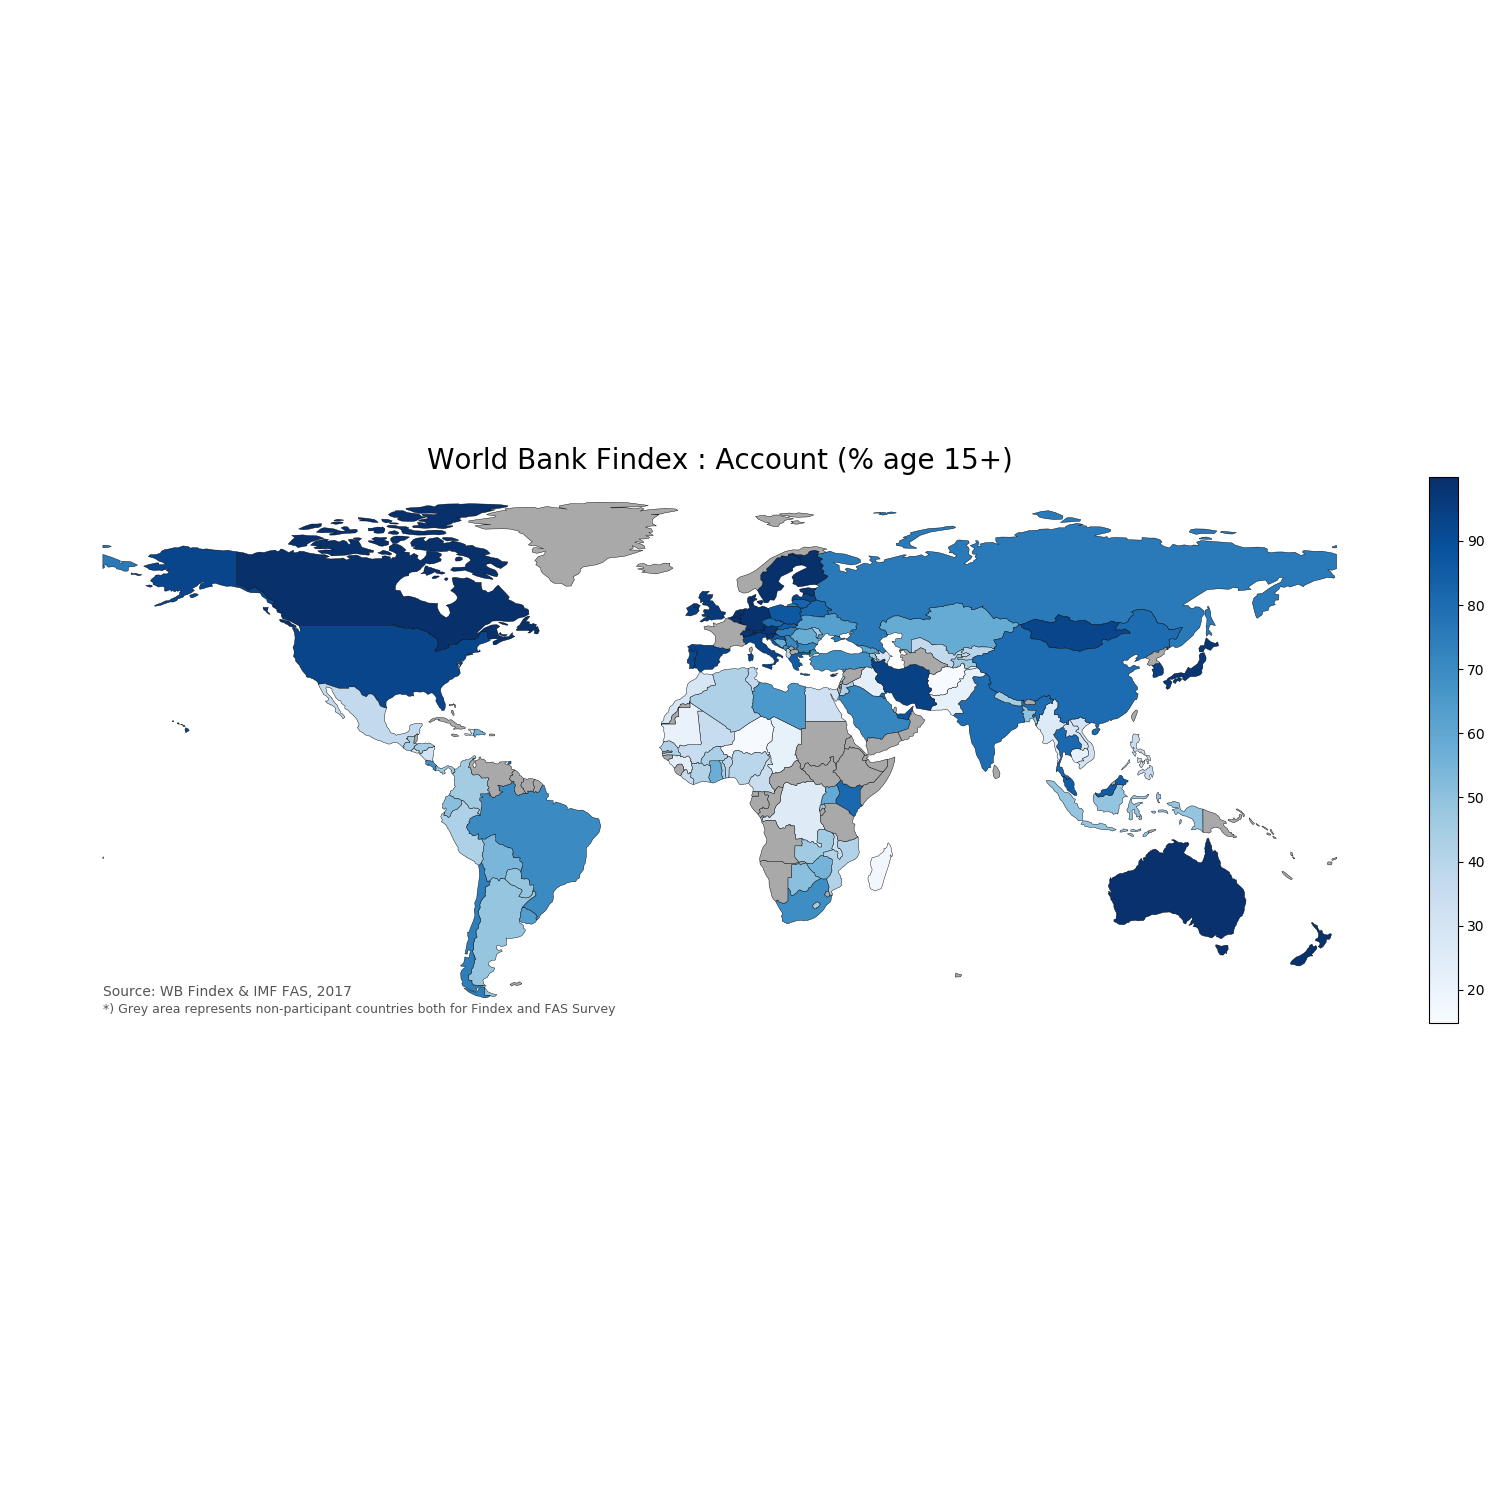 World Bank Findex : Account (% age 15+)
90
80
70
60
50
40
30
20
Source: WB Findex & IMF FAS, 2017
*) Grey area represents non-participant countries both for Findex and FAS Survey